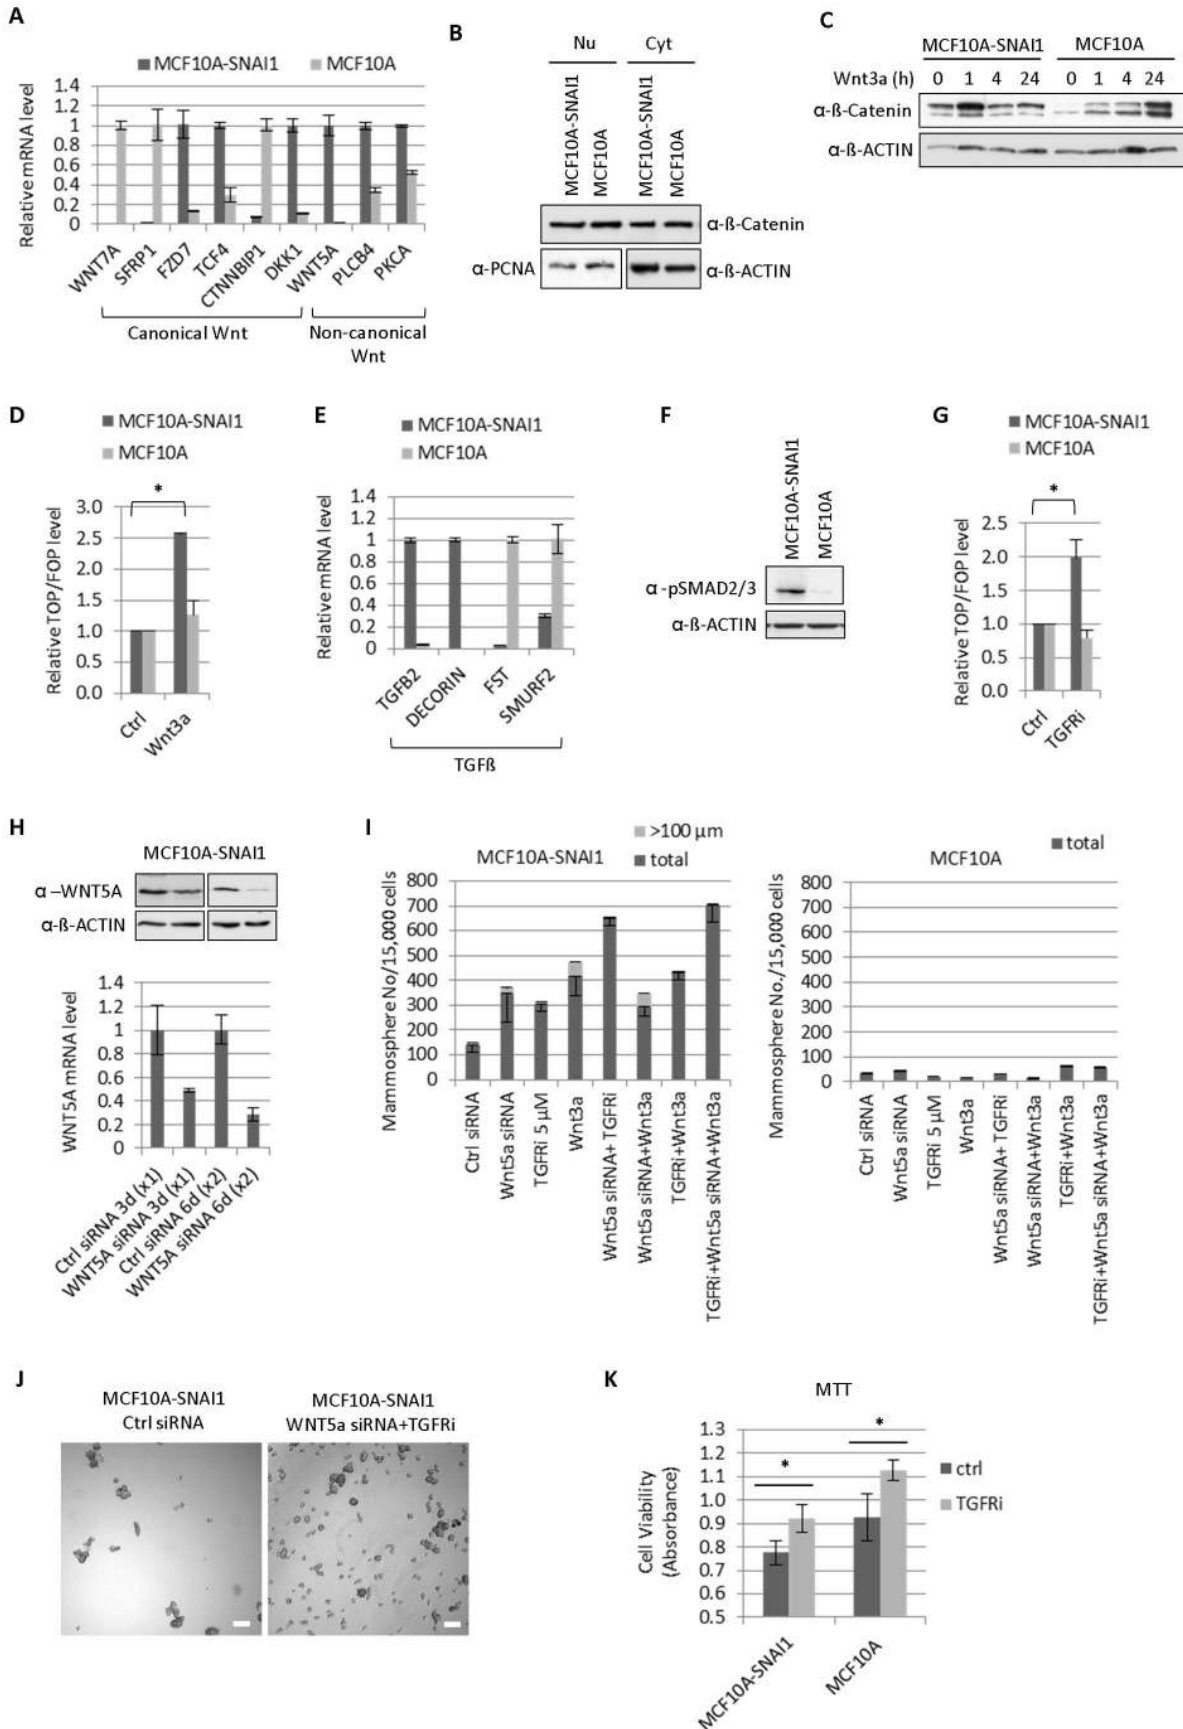 A
MCF10A-SNAI1 MCF10A
Relative mRNA level
1.4
1.2
1
0.8
0.6
0.4
0.2
0
WNT7A
SFRP1
FZD7
TCF4
CTNNBIP1
DKK1
WNT5A
PLCB4
PKCA
Canonical Wnt
Non-canonical
Wnt
B
Nu Cyt
MCF10A-SNAI1
MCF10A
MCF10A-SNAI1
MCF10A
α-ß-Catenin
α-PCNA
α-ß-ACTIN
C
MCF10A-SNAI1 MCF10A
Wnt3a (h) 0 1 4 24 0 1 4 24
α-ß-Catenin
α-ß-ACTIN
D
MCF10A-SNAI1
MCF10A
*
Relative TOP/FOP level
3.0
2.5
2.0
1.5
1.0
0.5
0.0
Ctrl
Wnt3a
E
MCF10A-SNAI1
MCF10A
Relative mRNA level
1.4
1.2
1
0.8
0.6
0.4
0.2
0
TGFB2
DECORIN
FST
SMURF2
TGFß
F
MCF10A-SNAI1
MCF10A
α-pSMAD2/3
α-ß-ACTIN
G
MCF10A-SNAI1
MCF10A
*
Relative TOP/FOP level
2.5
2.0
1.5
1.0
0.5
0.0
Ctrl
TGFRi
H
MCF10A-SNAI1
α–WNT5A
α-ß-ACTIN
WNT5A mRNA level
1.4
1.2
1
0.8
0.6
0.4
0.2
0
Ctrl siRNA 3d (x1)
WNT5A siRNA 3d (x1)
Ctrl siRNA 6d (x2)
WNT5A siRNA 6d (x2)
I
>100 µm
total
MCF10A-SNAI1
Mammosphere No/15,000 cells
800
700
600
500
400
300
200
100
0
Ctrl siRNA
Wnt5a siRNA
TGFRi 5 µM
Wnt3a
Wnt5a siRNA+ TGFRi
Wnt5a siRNA+Wnt3a
TGFRi+Wnt3a
TGFRi+Wnt5a siRNA+Wnt3a
total
MCF10A
Mammosphere No./15,000 cells
800
700
600
500
400
300
200
100
0
Ctrl siRNA
Wnt5a siRNA
TGFRi 5 µM
Wnt3a
Wnt5a siRNA+ TGFRi
Wnt5a siRNA+Wnt3a
TGFRi+Wnt3a
TGFRi+Wnt5a siRNA+Wnt3a
J
MCF10A-SNAI1
Ctrl siRNA
MCF10A-SNAI1
WNT5a siRNA+TGFRi
K
MTT
Cell Viability
(Absorbance)
1.3
1.2
1.1
1.0
0.9
0.8
0.7
0.6
0.5
*
*
ctrl
TGFRi
MCF10A-SNAI1
MCF10A